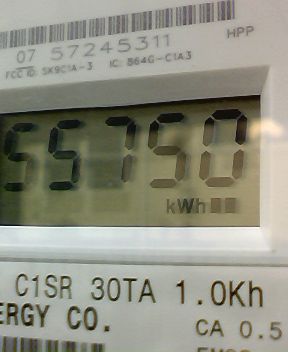 07 57245311
HPP
FCC ID: SK9C1A-3 IC: 864G-C1A3
55750
kWh
C1SR 30TA 1.0Kh
ERGY CO.
CA 0.5